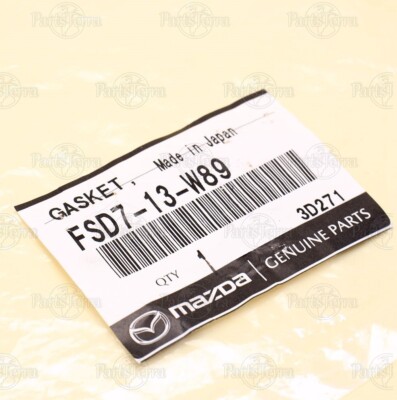 GASKET, Made in Japan
FSD7-13-W89
3D271
QTY 1
mazda GENUINE PARTS